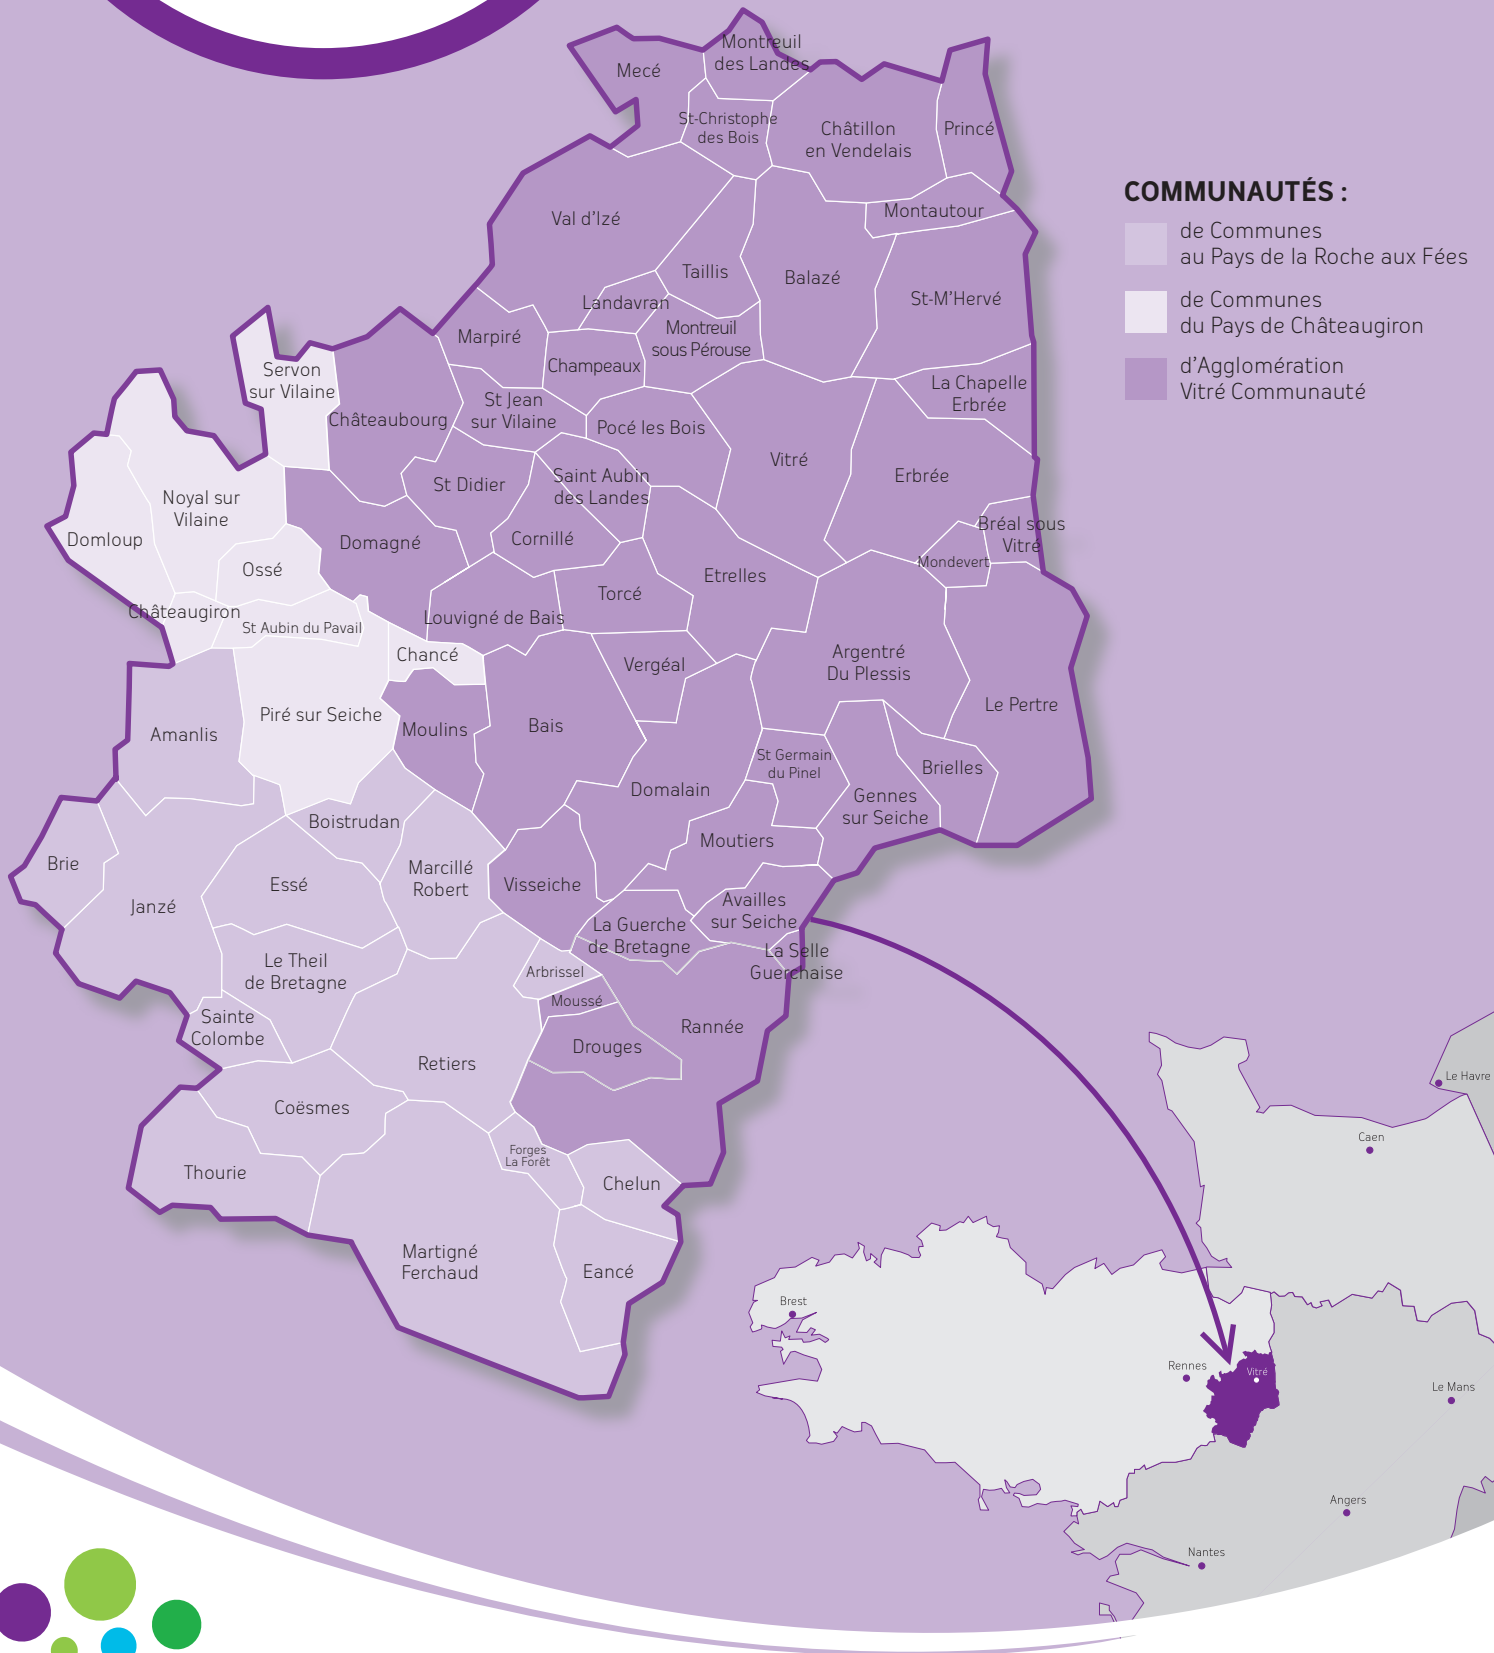 Montreuil
des Landes
Mecé
St-Christophe
des Bois
Châtillon
en Vendelais
Princé
COMMUNAUTÉS :
de Communes
au Pays de la Roche aux Fées
de Communes
du Pays de Châteaugiron
d'Agglomération
Vitré Communauté
Val d'Izé
Montautour
Taillis
Balazé
Landavran
St-M'Hervé
Marpiré
Montreuil
sous Pérouse
Champeaux
Servon
sur Vilaine
La Chapelle
Erbrée
Châteaubourg
St Jean
sur Vilaine
Pocé les Bois
Vitré
Erbrée
St Didier
Saint Aubin
des Landes
Noyal sur
Vilaine
Domloup
Domagné
Cornillé
Bréal sous
Vitré
Mondevert
Ossé
Etrelles
Torcé
Châteaugiron
St Aubin du Pavail
Louvigné de Bais
Chancé
Vergéal
Argentré
Du Plessis
Le Pertre
Piré sur Seiche
Amanlis
Moulins
Bais
St Germain
du Pinel
Brielles
Domalain
Gennes
sur Seiche
Boistrudan
Moutiers
Brie
Marcillé
Robert
Essé
Visseiche
Janzé
Availles
sur Seiche
La Guerche
de Bretagne
La Selle
Guerchaise
Le Theil
de Bretagne
Arbrissel
Moussé
Sainte
Colombe
Rannée
Drouges
Retiers
Coësmes
Forges
La Forêt
Thourie
Chelun
Martigné
Ferchaud
Eancé
Le Havre
Caen
Brest
Rennes
Vitré
Le Mans
Angers
Nantes